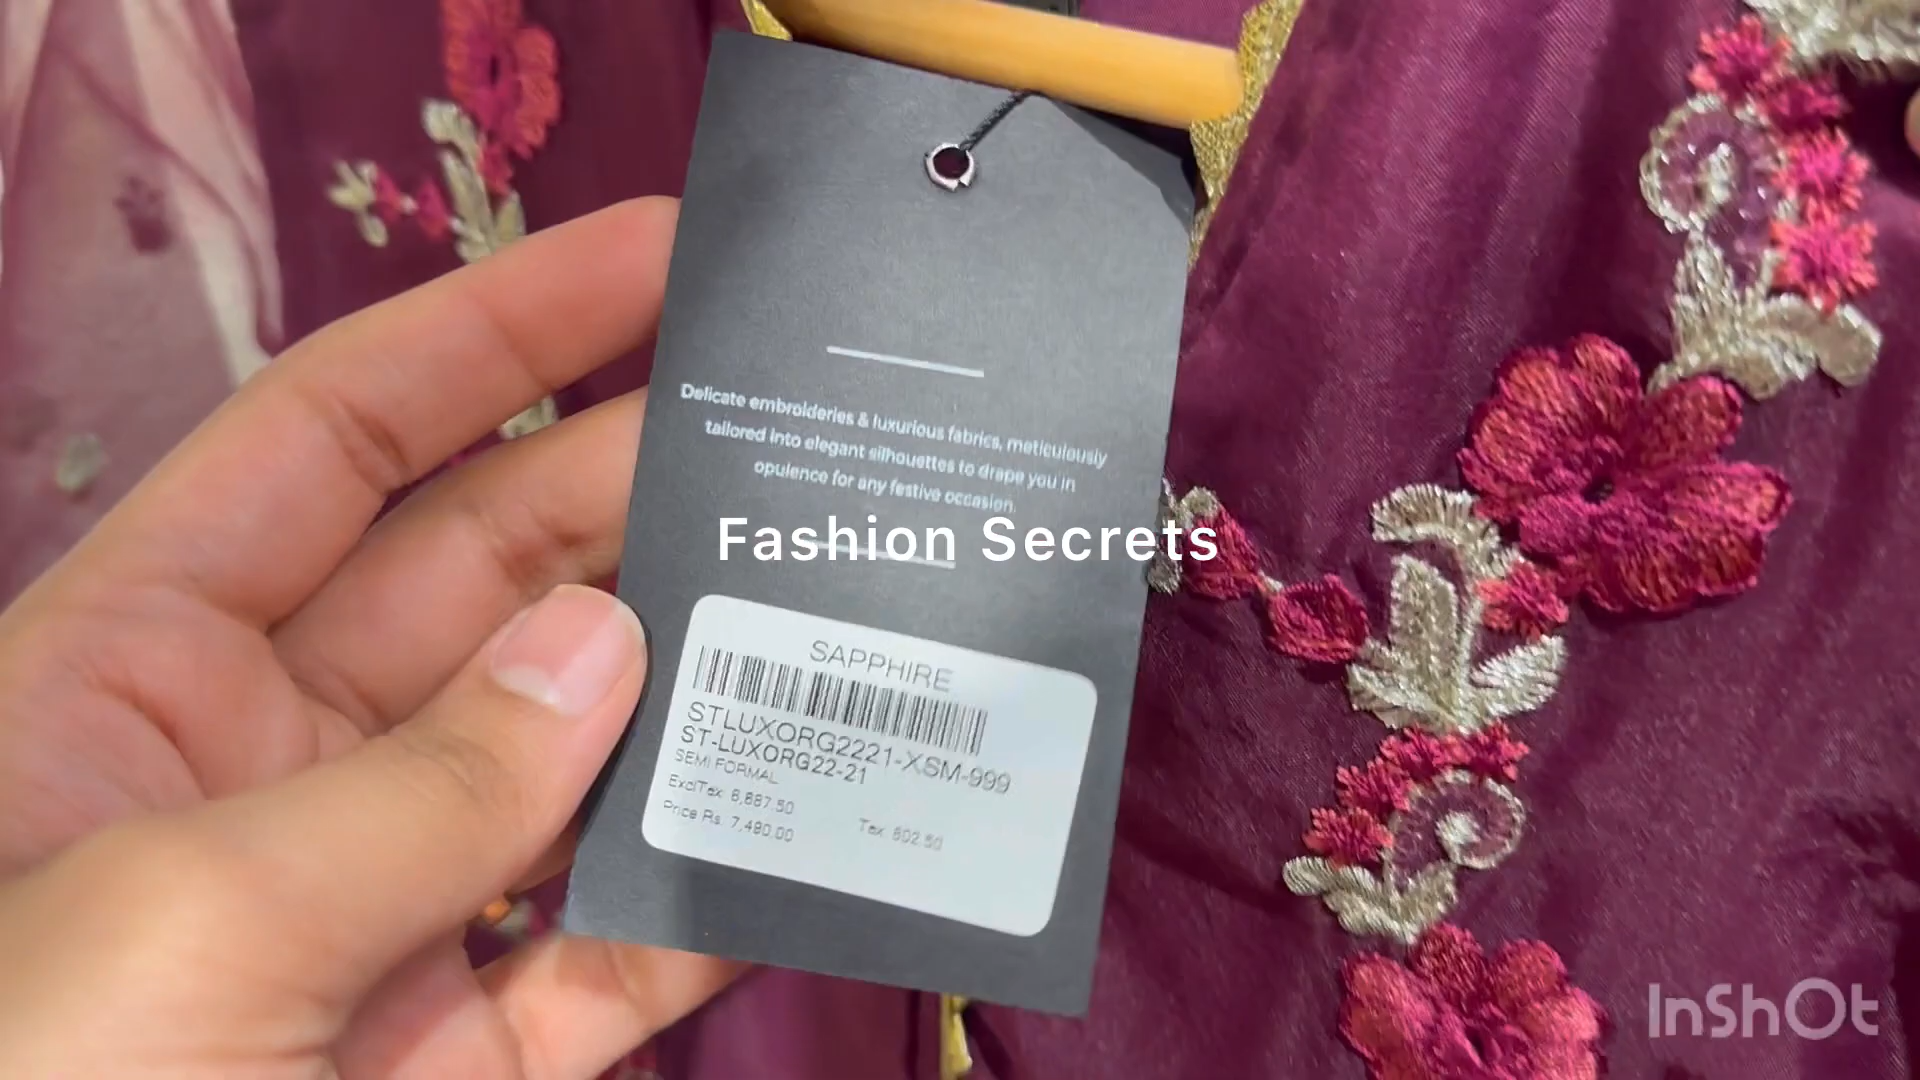 Delicate embroideries & luxurious fabrics, meticulously
tailored into elegant silhouettes to drape you in
opulence for any festive occasion.
Fashion Secrets
SAPPHIRE
STLUXORG2221-XSM-999
ST-LUXORG22-21
SEMI FORMAL
ExclTax 6,687.50
Tax 802.50
Price Rs. 7,490.00
InShOt